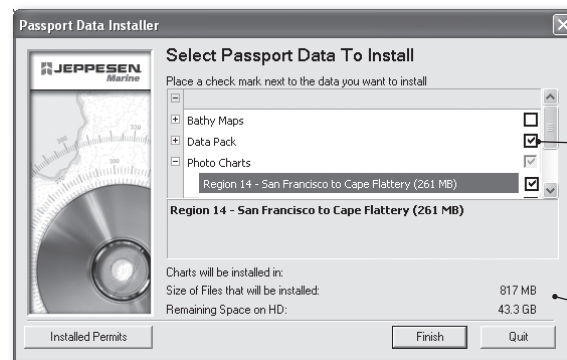 Passport Data Installer
JEPPESEN
Marine
Select Passport Data To Install
Place a check mark next to the data you want to install
Bathy Maps
Data Pack
Photo Charts
Region 14 - San Francisco to Cape Flattery (261 MB)
Region 14 - San Francisco to Cape Flattery (261 MB)
Charts will be installed in:
Size of Files that will be installed: 817 MB
Remaining Space on HD: 43.3 GB
Installed Permits Finish Quit